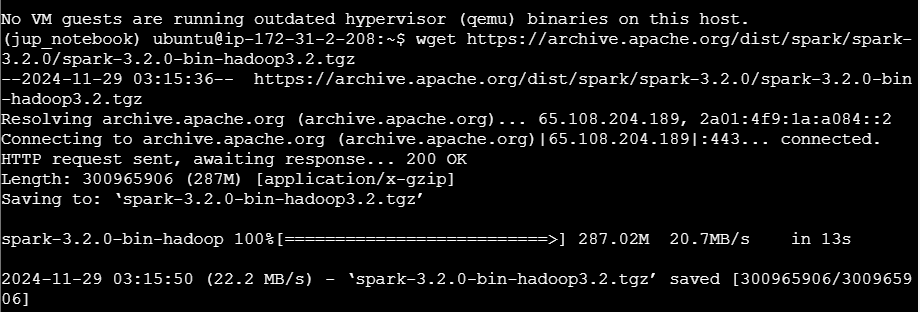 No VM guests are running outdated hypervisor (qemu) binaries on this host.
(jup_notebook) ubuntu@ip-172-31-2-208:~$ wget https://archive.apache.org/dist/spark/spark-
3.2.0/spark-3.2.0-bin-hadoop3.2.tgz
--2024-11-29 03:15:36--  https://archive.apache.org/dist/spark/spark-3.2.0/spark-3.2.0-bin
-hadoop3.2.tgz
Resolving archive.apache.org (archive.apache.org)... 65.108.204.189, 2a01:4f9:1a:a084::2
Connecting to archive.apache.org (archive.apache.org)|65.108.204.189|:443... connected.
HTTP request sent, awaiting response... 200 OK
Length: 300965906 (287M) [application/x-gzip]
Saving to: ‘spark-3.2.0-bin-hadoop3.2.tgz’
spark-3.2.0-bin-hadoop 100%[==========================>] 287.02M  20.7MB/s    in 13s
2024-11-29 03:15:50 (22.2 MB/s) - ‘spark-3.2.0-bin-hadoop3.2.tgz’ saved [300965906/3009659
06]